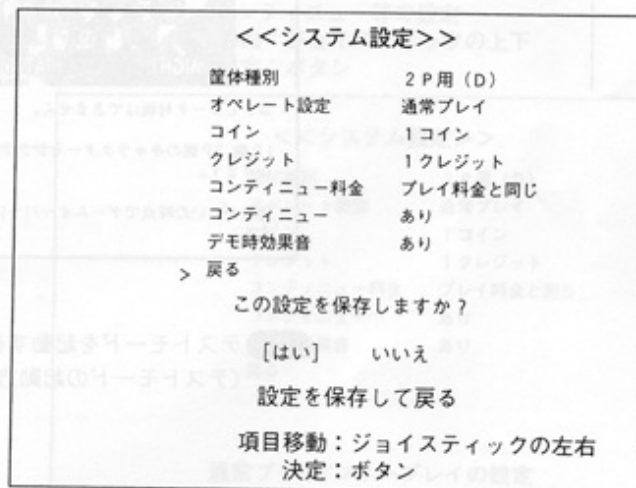 <<システム設定>>
筐体種別 2P用(D)
オペレート設定 通常プレイ
コイン 1コイン
クレジット 1クレジット
コンティニュー料金 プレイ料金と同じ
コンティニュー あり
デモ時効果音 あり
> 戻る
この設定を保存しますか?
[はい] いいえ
設定を保存して戻る
項目移動:ジョイスティックの左右
決定:ボタン